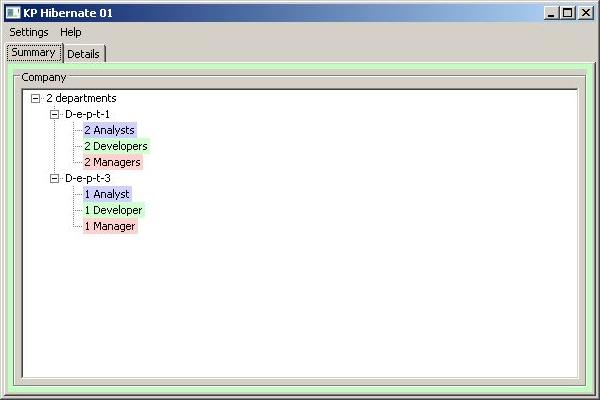 KP Hibernate 01
Settings Help
Summary Details
Company
2 departments
D-e-p-t-1
2 Analysts
2 Developers
2 Managers
D-e-p-t-3
1 Analyst
1 Developer
1 Manager